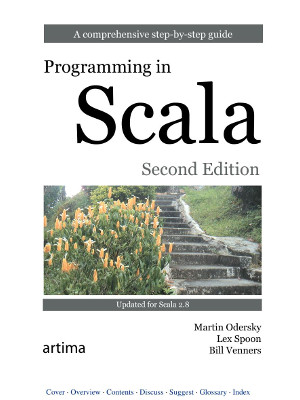 A comprehensive step-by-step guide
Programming in
Scala
Second Edition
Updated for Scala 2.8
Martin Odersky
Lex Spoon
Bill Venners
artima
Cover · Overview · Contents · Discuss · Suggest · Glossary · Index